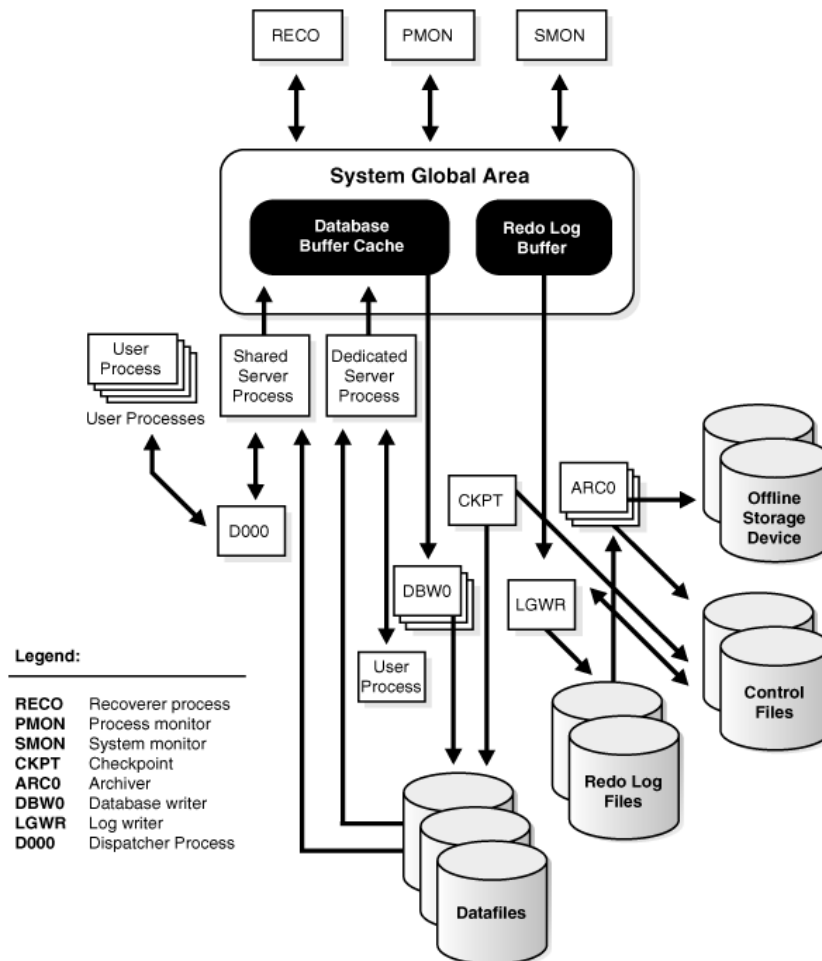 RECO
PMON
SMON
System Global Area
Database
Buffer Cache
Redo Log
Buffer
User
Process
User Processes
Shared
Server
Process
Dedicated
Server
Process
D000
CKPT
ARC0
Offline
Storage
Device
DBW0
LGWR
User
Process
Control
Files
Redo Log
Files
Datafiles
Legend:
RECO Recoverer process
PMON Process monitor
SMON System monitor
CKPT Checkpoint
ARC0 Archiver
DBW0 Database writer
LGWR Log writer
D000 Dispatcher Process